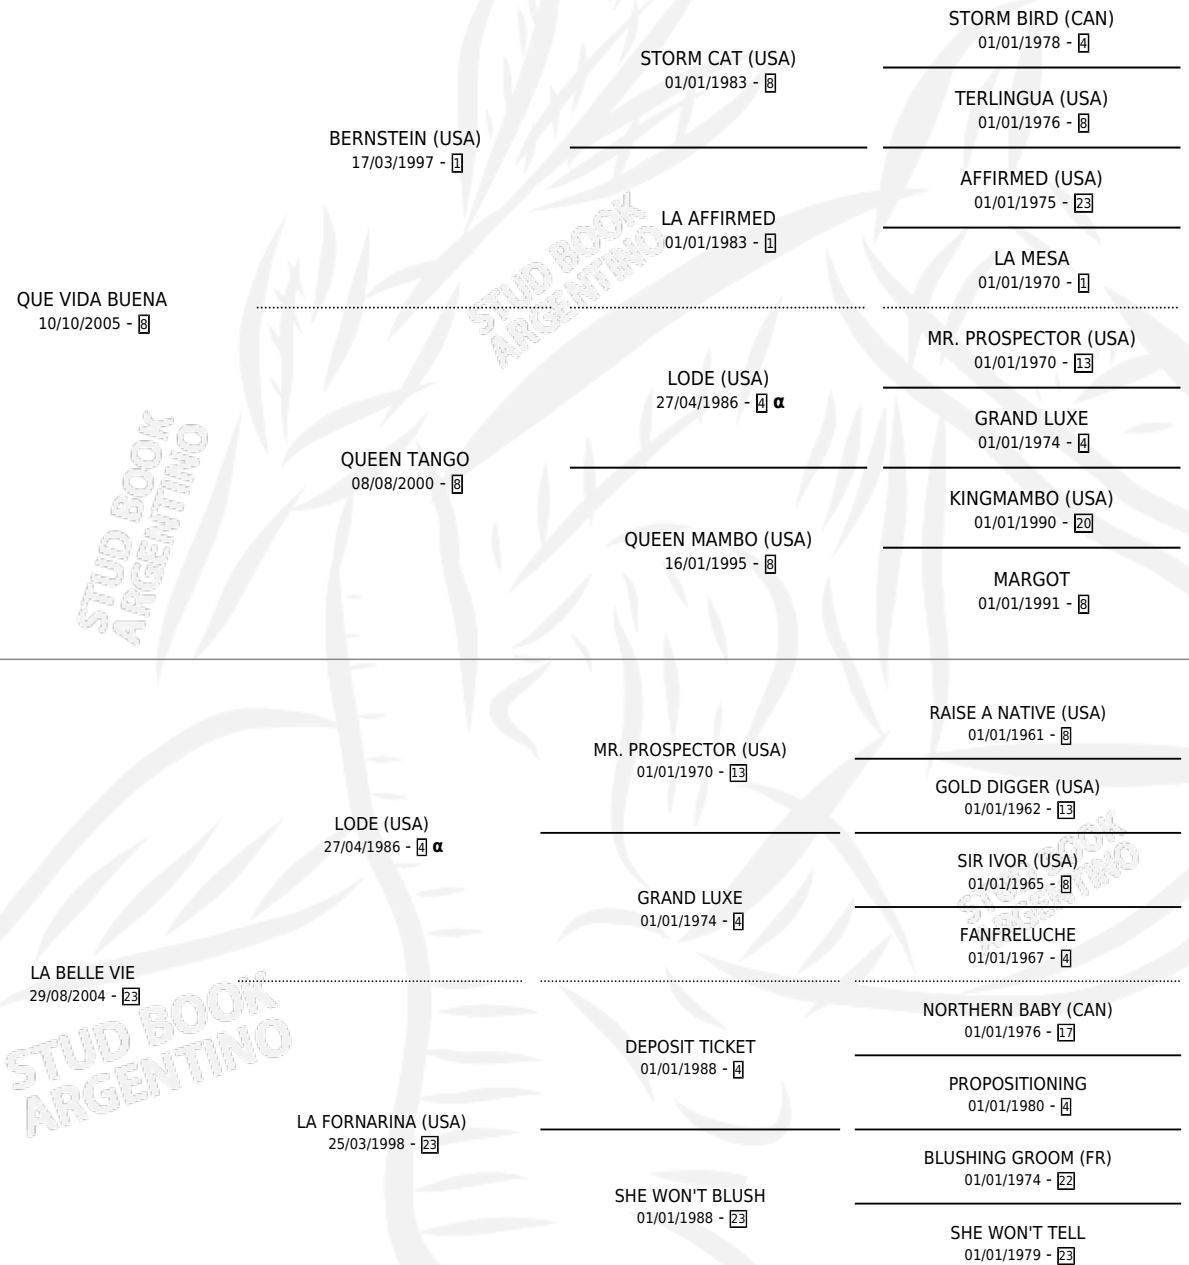 STORM BIRD (CAN)
01/01/1978 - 4
STORM CAT (USA)
01/01/1983 - 8
TERLINGUA (USA)
01/01/1976 - 8
BERNSTEIN (USA)
17/03/1997 - 1
AFFIRMED (USA)
01/01/1975 - 23
LA AFFIRMED
01/01/1983 - 1
LA MESA
01/01/1970 - 1
QUE VIDA BUENA
10/10/2005 - 8
MR. PROSPECTOR (USA)
01/01/1970 - 13
LODE (USA)
27/04/1986 - 4 α
GRAND LUXE
01/01/1974 - 4
QUEEN TANGO
08/08/2000 - 8
KINGMAMBO (USA)
01/01/1990 - 20
QUEEN MAMBO (USA)
16/01/1995 - 8
MARGOT
01/01/1991 - 8
RAISE A NATIVE (USA)
01/01/1961 - 8
MR. PROSPECTOR (USA)
01/01/1970 - 13
GOLD DIGGER (USA)
01/01/1962 - 13
LODE (USA)
27/04/1986 - 4 α
SIR IVOR (USA)
01/01/1965 - 8
GRAND LUXE
01/01/1974 - 4
FANFRELUCHE
01/01/1967 - 4
LA BELLE VIE
29/08/2004 - 23
NORTHERN BABY (CAN)
01/01/1976 - 17
DEPOSIT TICKET
01/01/1988 - 4
PROPOSITIONING
01/01/1980 - 4
LA FORNARINA (USA)
25/03/1998 - 23
BLUSHING GROOM (FR)
01/01/1974 - 22
SHE WON'T BLUSH
01/01/1988 - 23
SHE WON'T TELL
01/01/1979 - 23
STUD BOOK
ARGENTINO
STUD BOOK
ARGENTINO
STUD BOOK
ARGENTINO
STUD BOOK
ARGENTINO